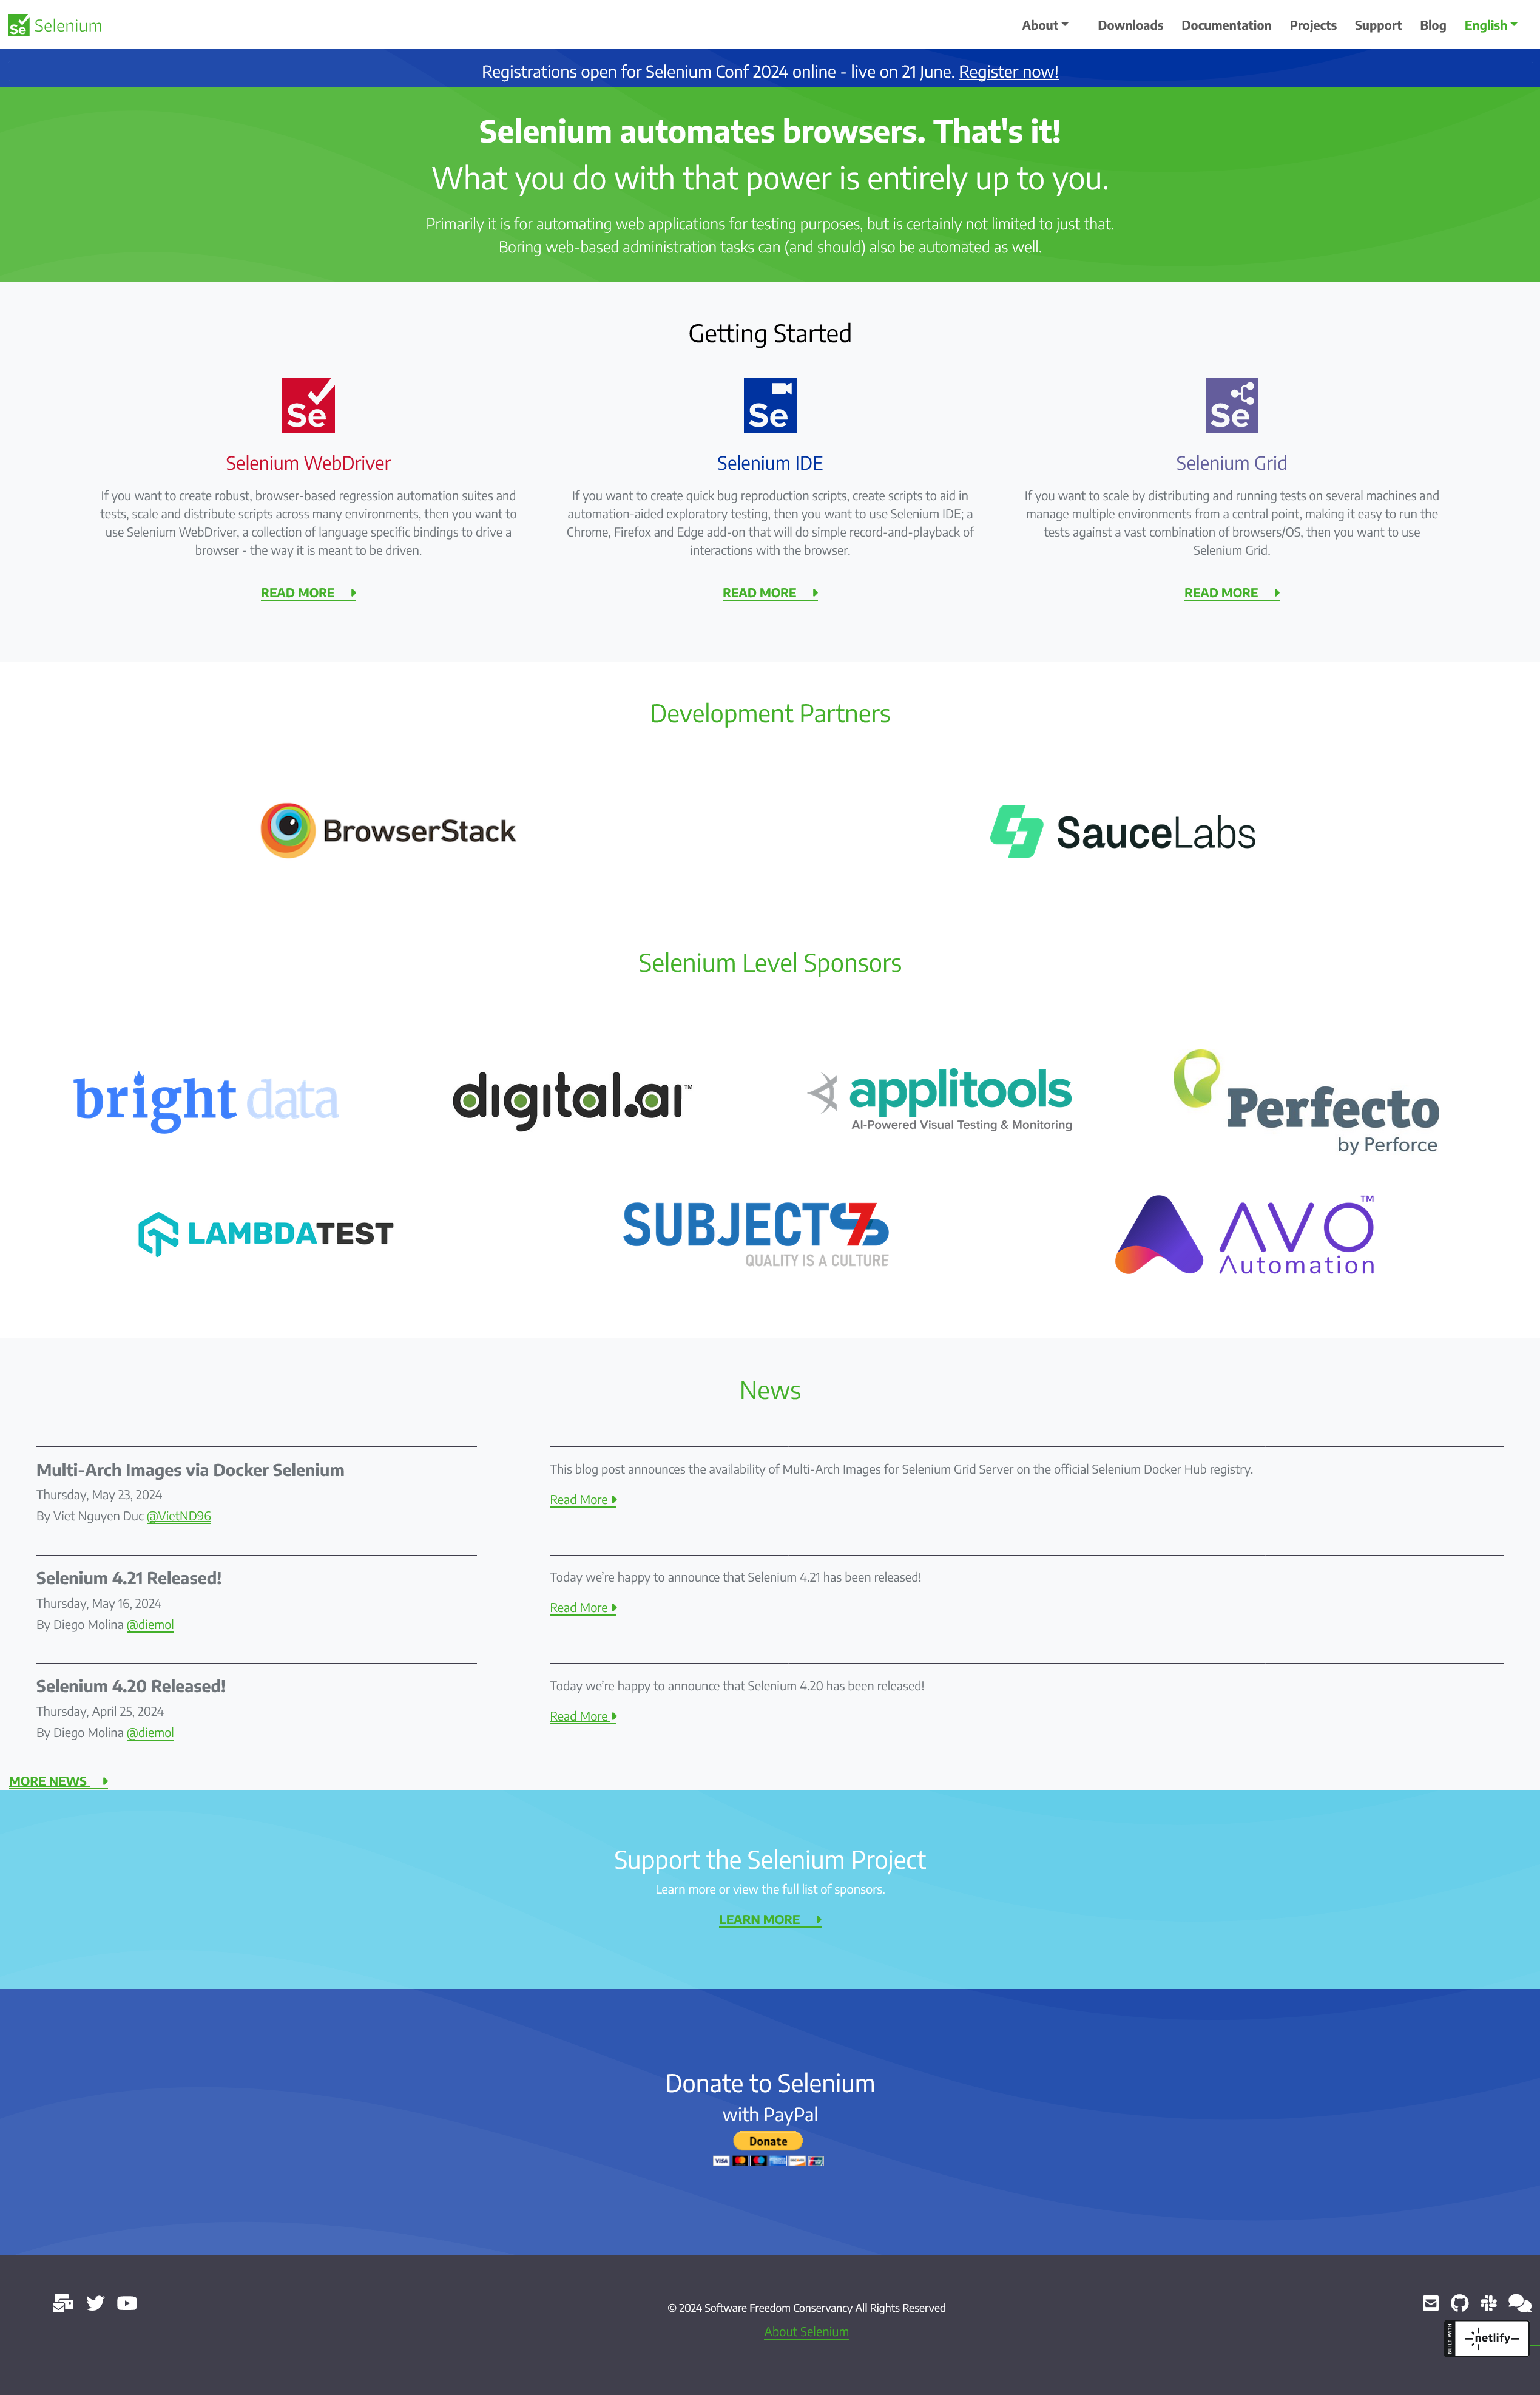 Se Selenium
About
Downloads
Documentation
Projects
Support
Blog
English
Registrations open for Selenium Conf 2024 online - live on 21 June. Register now!
Selenium automates browsers. That's it!
What you do with that power is entirely up to you.
Primarily it is for automating web applications for testing purposes, but is certainly not limited to just that.
Boring web-based administration tasks can (and should) also be automated as well.
Getting Started
Se
Selenium WebDriver
If you want to create robust, browser-based regression automation suites and
tests, scale and distribute scripts across many environments, then you want to
use Selenium WebDriver, a collection of language specific bindings to drive a
browser - the way it is meant to be driven.
READ MORE
Se
Selenium IDE
If you want to create quick bug reproduction scripts, create scripts to aid in
automation-aided exploratory testing, then you want to use Selenium IDE; a
Chrome, Firefox and Edge add-on that will do simple record-and-playback of
interactions with the browser.
READ MORE
Se
Selenium Grid
If you want to scale by distributing and running tests on several machines and
manage multiple environments from a central point, making it easy to run the
tests against a vast combination of browsers/OS, then you want to use
Selenium Grid.
READ MORE
Development Partners
BrowserStack
SauceLabs
Selenium Level Sponsors
bright data
digital.ai™
applitools
AI-Powered Visual Testing & Monitoring
Perfecto
by Perforce
LAMBDATEST
SUBJECT7
QUALITY IS A CULTURE
AVO™
Automation
News
Multi-Arch Images via Docker Selenium
Thursday, May 23, 2024
By Viet Nguyen Duc @VietND96
This blog post announces the availability of Multi-Arch Images for Selenium Grid Server on the official Selenium Docker Hub registry.
Read More
Selenium 4.21 Released!
Thursday, May 16, 2024
By Diego Molina @diemol
Today we're happy to announce that Selenium 4.21 has been released!
Read More
Selenium 4.20 Released!
Thursday, April 25, 2024
By Diego Molina @diemol
Today we're happy to announce that Selenium 4.20 has been released!
Read More
MORE NEWS
Support the Selenium Project
Learn more or view the full list of sponsors.
LEARN MORE
Donate to Selenium
with PayPal
Donate
VISA
© 2024 Software Freedom Conservancy All Rights Reserved
About Selenium
BUILT WITH
netlify